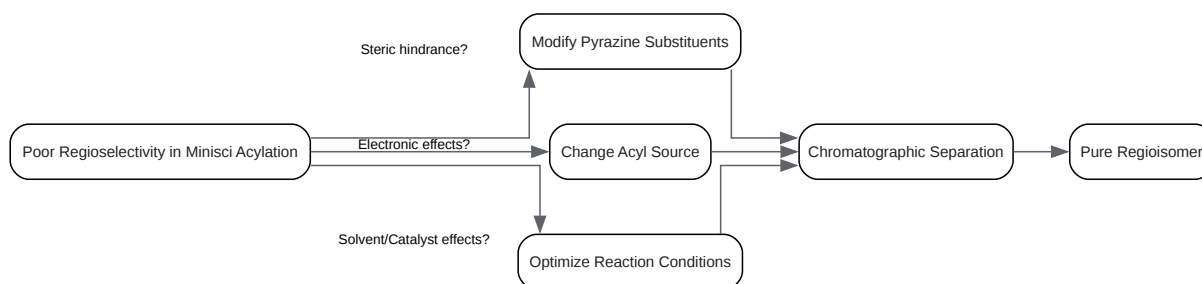 Modify Pyrazine Substituents
Steric hindrance?
Poor Regioselectivity in Minisci Acylation
Electronic effects?
Change Acyl Source
Chromatographic Separation
Pure Regioisomer
Solvent/Catalyst effects?
Optimize Reaction Conditions